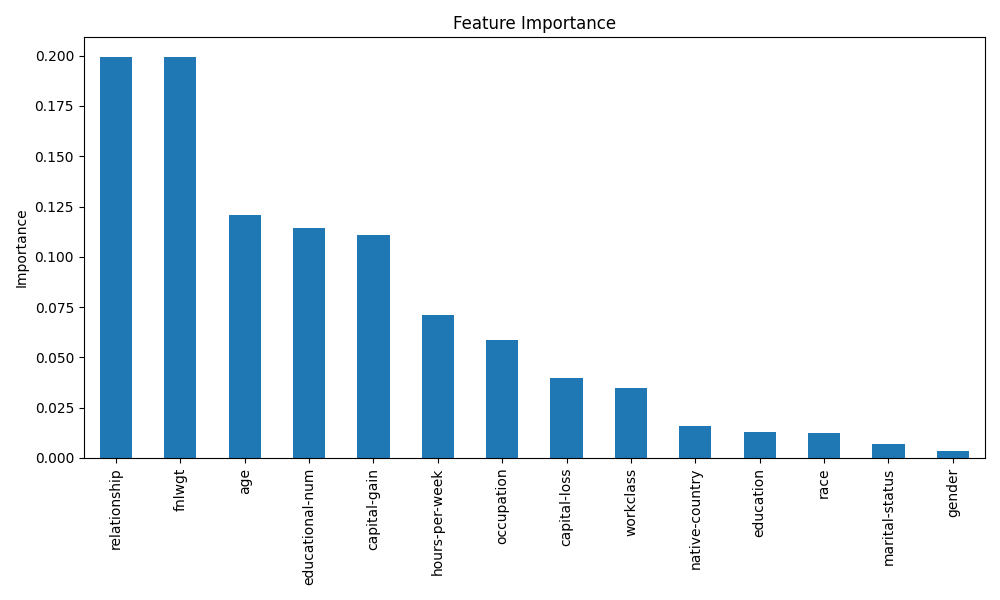 Feature Importance
Importance
0.200
0.175
0.150
0.125
0.100
0.075
0.050
0.025
0.000
relationship
fnlwgt
age
educational-num
capital-gain
hours-per-week
occupation
capital-loss
workclass
native-country
education
race
marital-status
gender